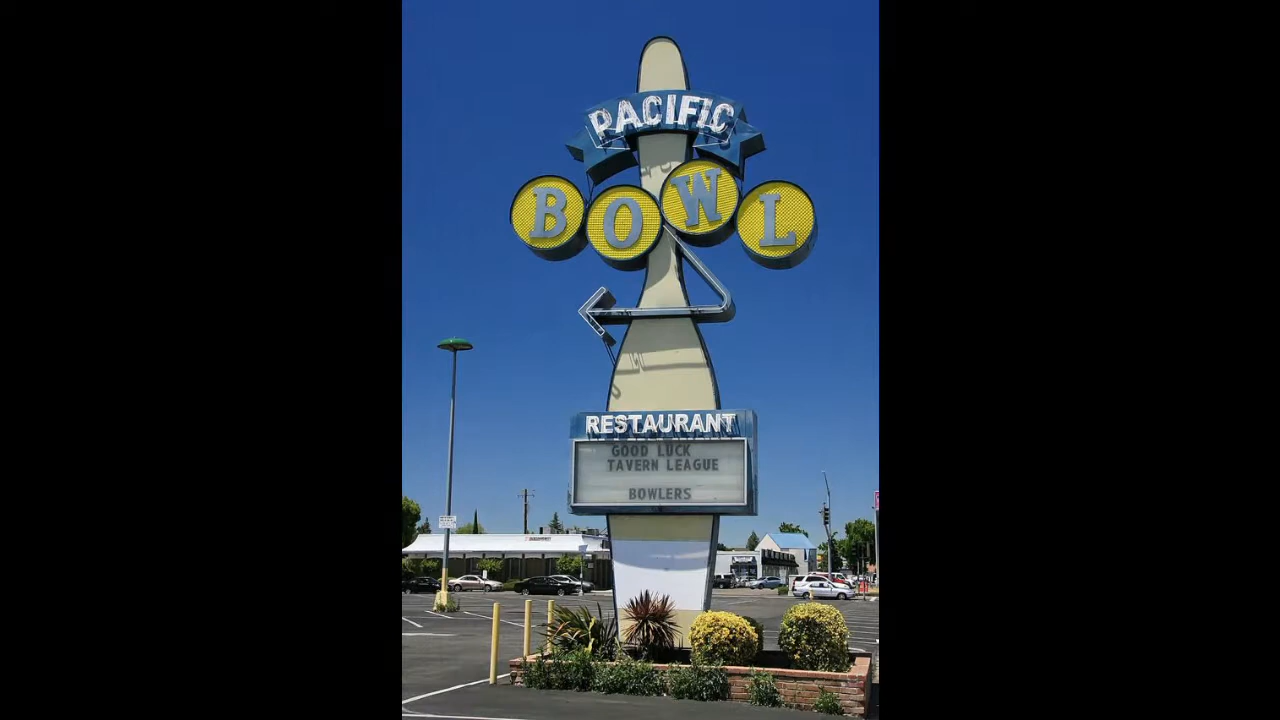 PACIFIC
BOWL
RESTAURANT
GOOD LUCK
TAVERN LEAGUE
BOWLERS